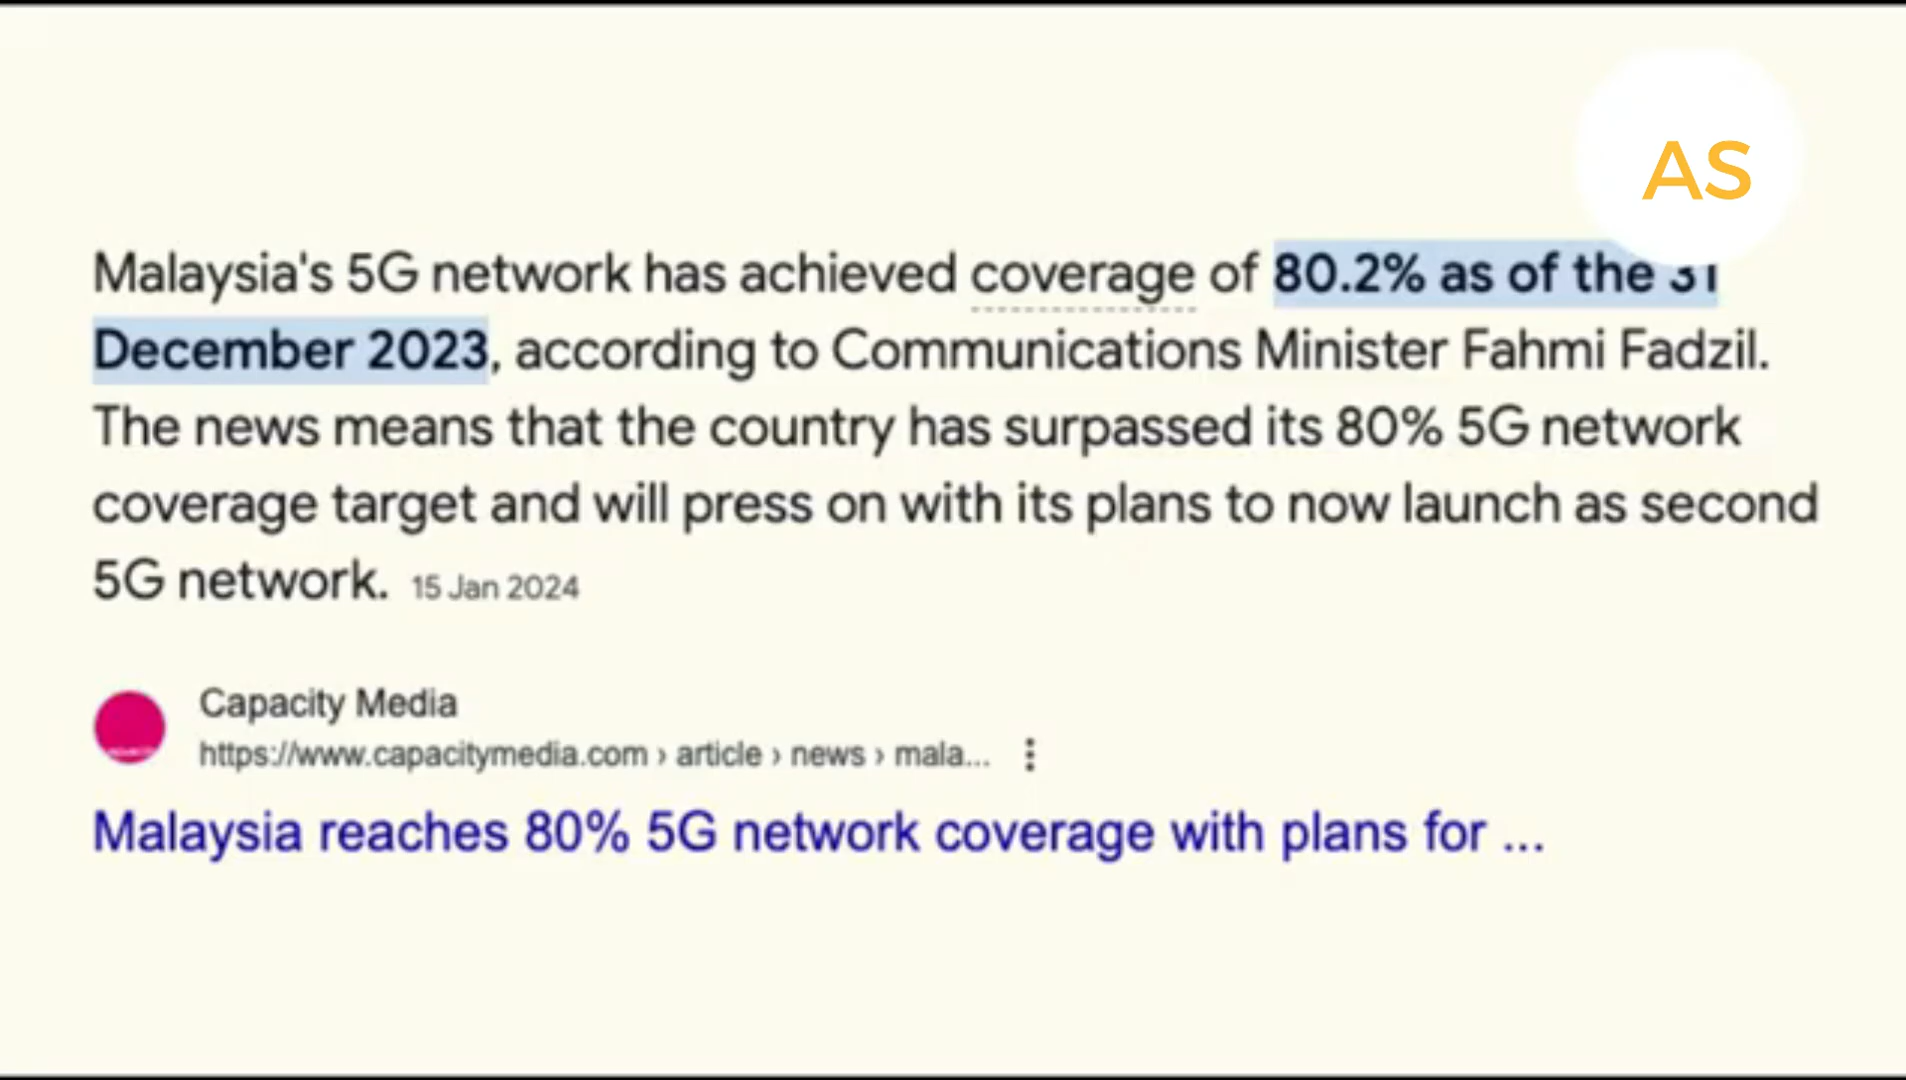 AS
Malaysia's 5G network has achieved coverage of 80.2% as of the 31
December 2023, according to Communications Minister Fahmi Fadzil.
The news means that the country has surpassed its 80% 5G network
coverage target and will press on with its plans to now launch as second
5G network. 15 Jan 2024
Capacity Media
https://www.capacitymedia.com › article › news › mala...
Malaysia reaches 80% 5G network coverage with plans for ...